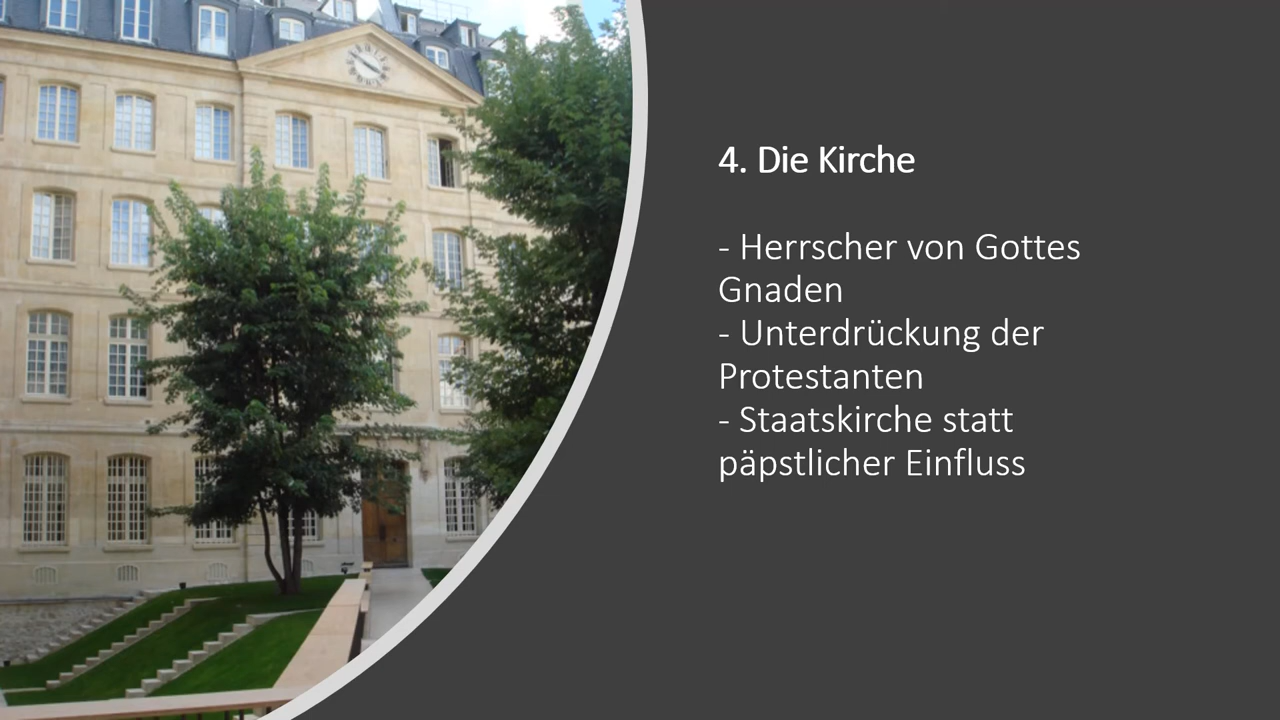 4. Die Kirche
- Herrscher von Gottes
Gnaden
- Unterdrückung der
Protestanten
- Staatskirche statt
päpstlicher Einfluss